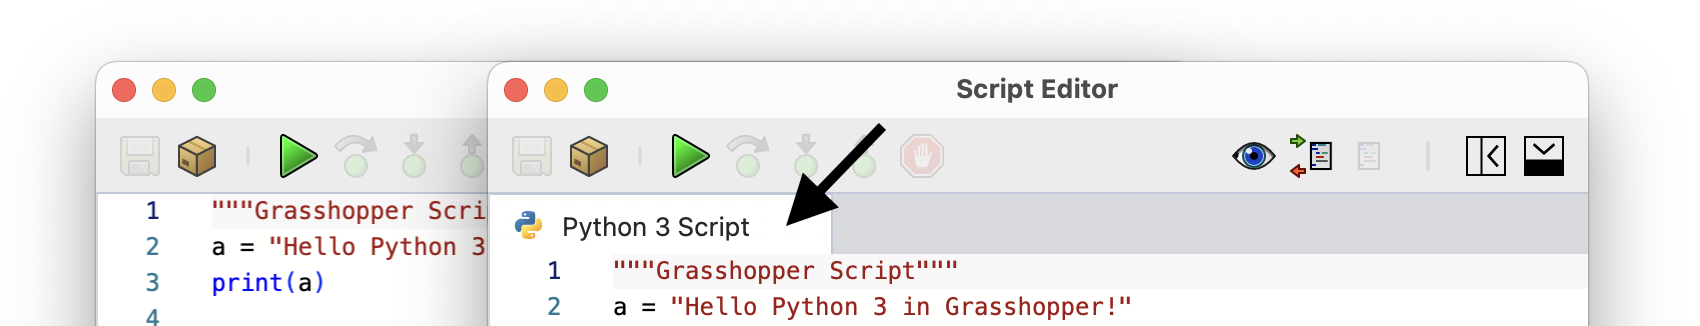 Script Editor
1 """Grasshopper Scri
2 a = "Hello Python 3
3 print(a)
4
Python 3 Script
1 """Grasshopper Script"""
2 a = "Hello Python 3 in Grasshopper!"